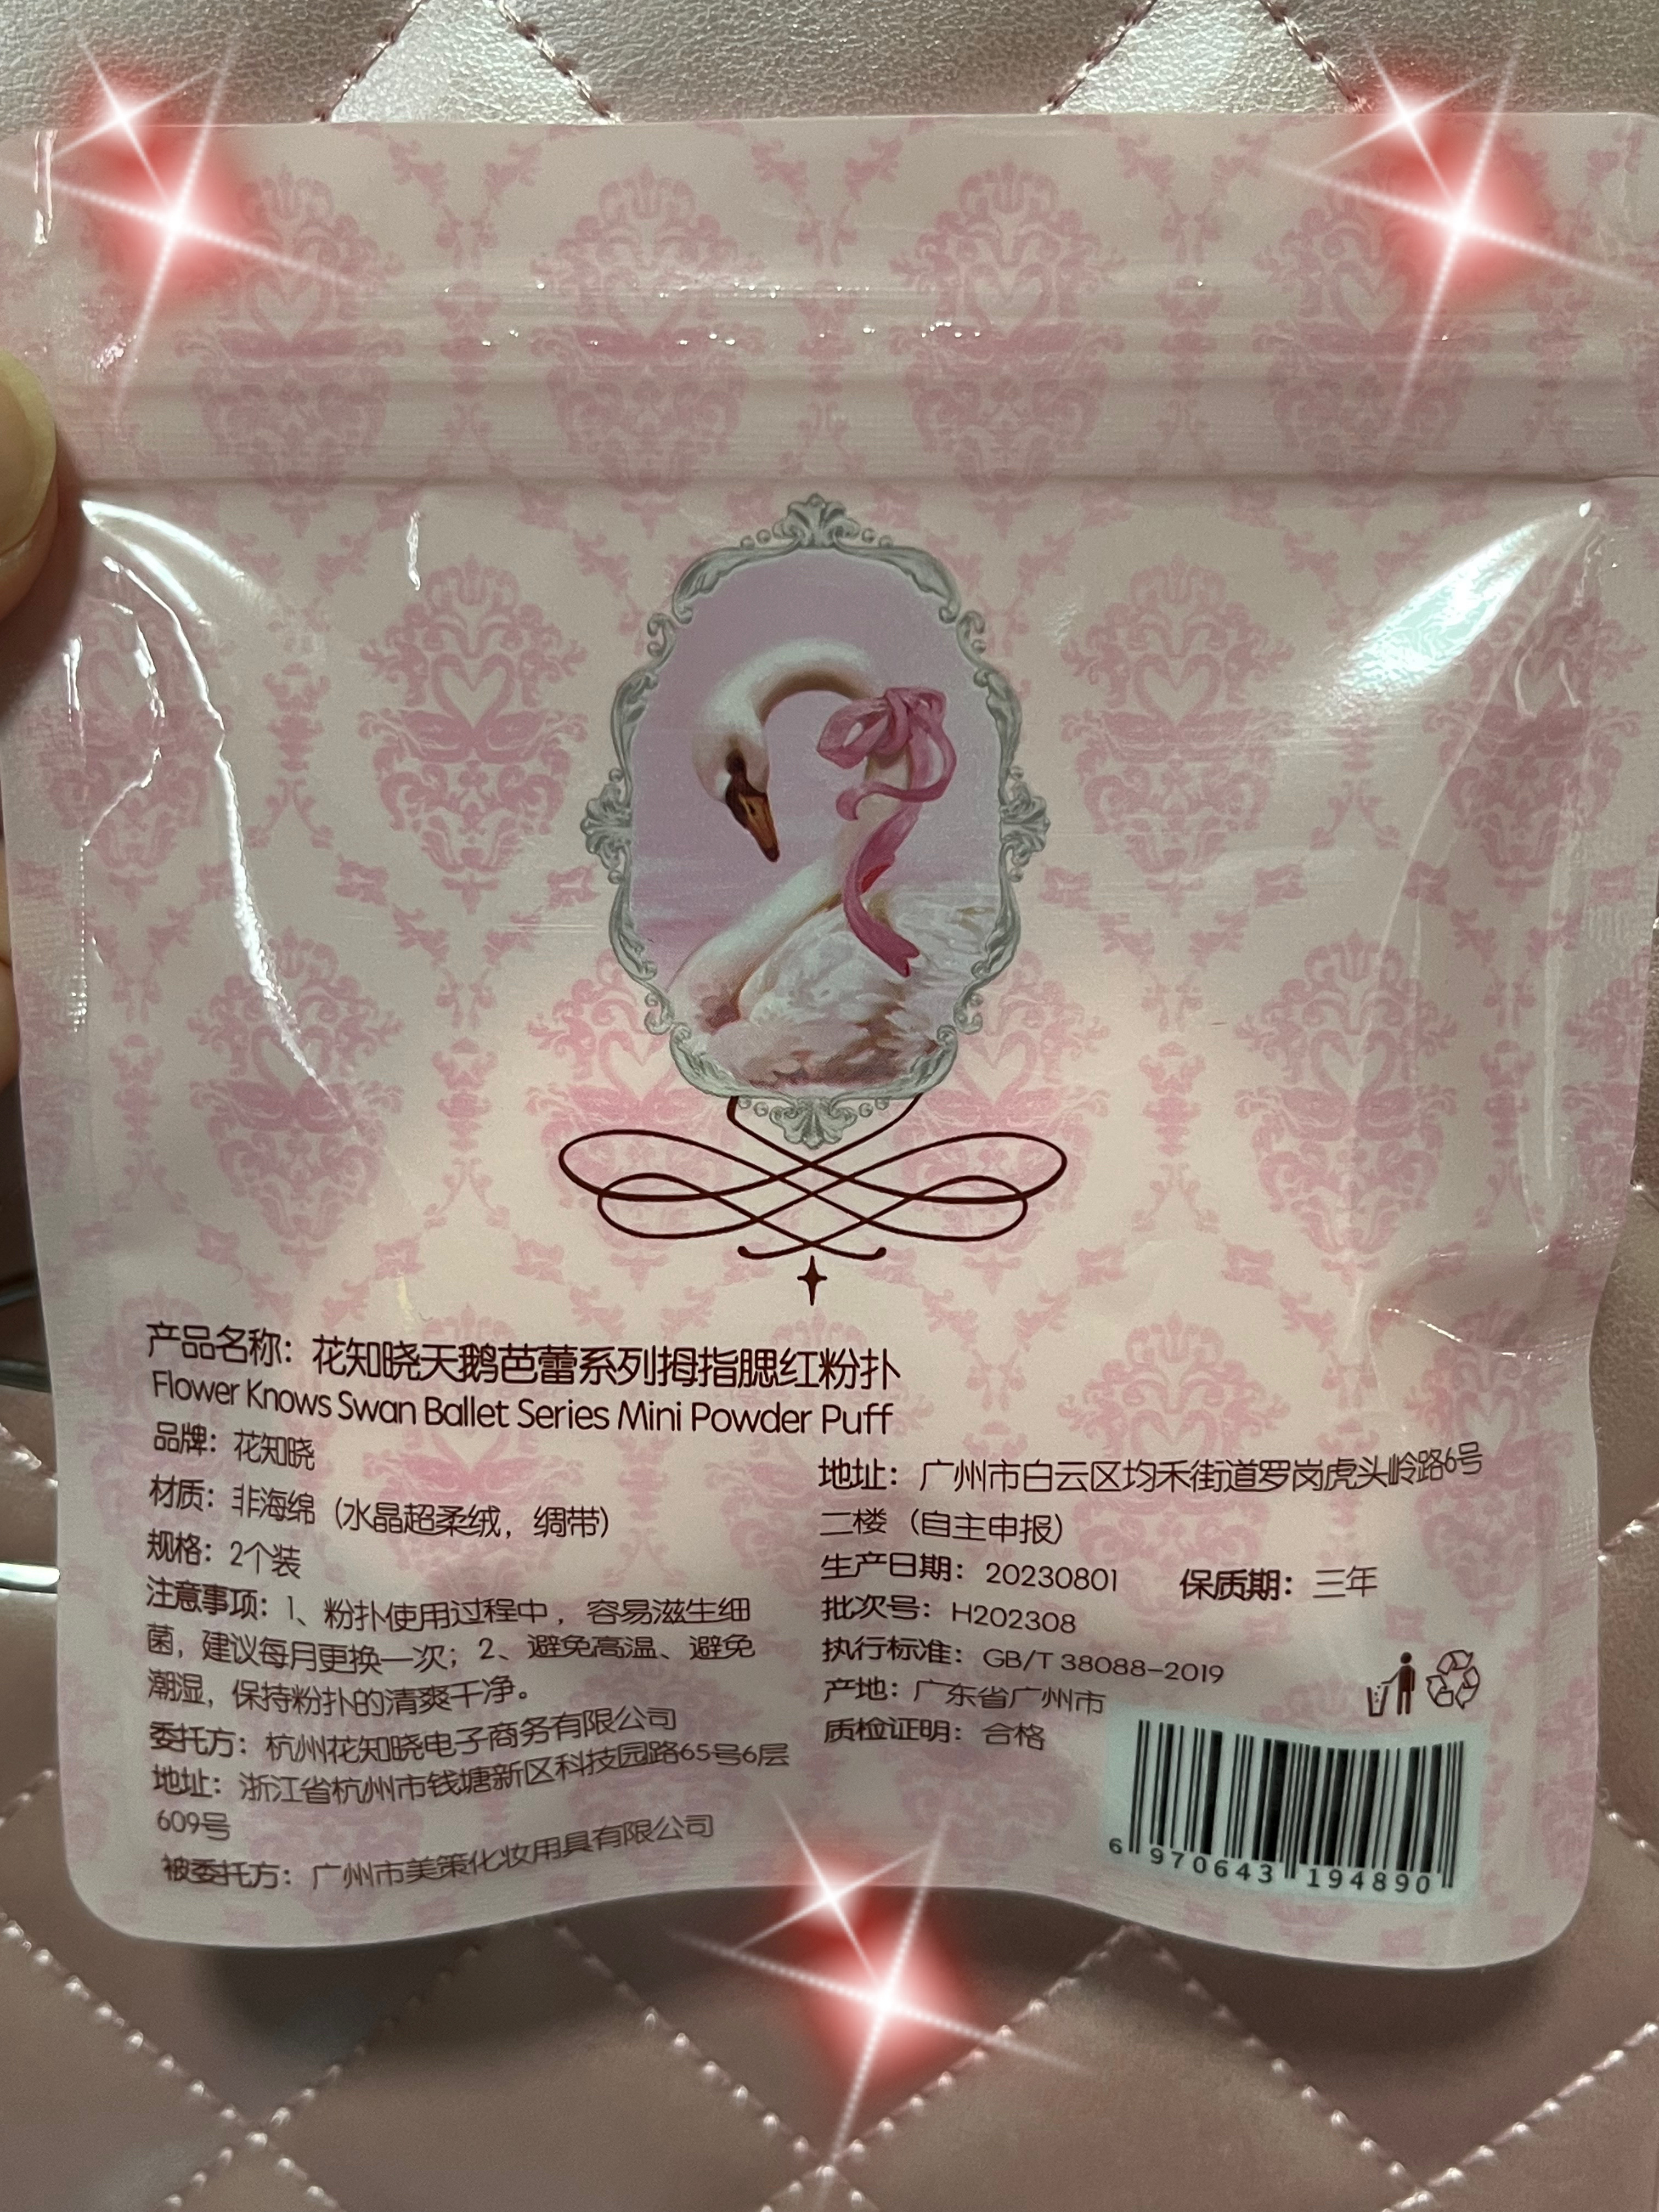 产品名称：花知晓天鹅芭蕾系列拇指腮红粉扑
Flower Knows Swan Ballet Series Mini Powder Puff
品牌：花知晓
材质：非海绵（水晶超柔绒，绸带）
规格：2个装
注意事项：1、粉扑使用过程中，容易滋生细
菌，建议每月更换一次；2、避免高温、避免
潮湿，保持粉扑的清爽干净。
委托方：杭州花知晓电子商务有限公司
地址：浙江省杭州市钱塘新区科技园路65号6层
609号
被委托方：广州市美策化妆用具有限公司
地址：广州市白云区均禾街道罗岗虎头岭路6号
二楼（自主申报）
生产日期：20230801 保质期：三年
批次号：H202308
执行标准：GB/T 38088-2019
产地：广东省广州市
质检证明：合格
6 970643 194890